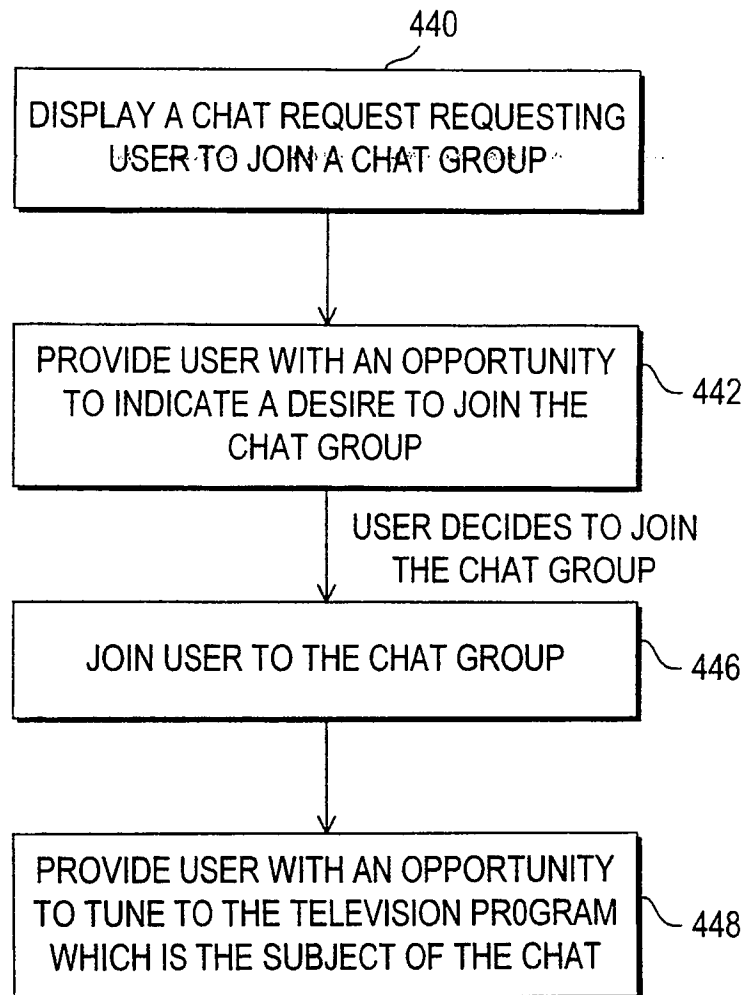 440
DISPLAY A CHAT REQUEST REQUESTING
USER TO JOIN A CHAT GROUP
PROVIDE USER WITH AN OPPORTUNITY
TO INDICATE A DESIRE TO JOIN THE
CHAT GROUP
442
USER DECIDES TO JOIN
THE CHAT GROUP
JOIN USER TO THE CHAT GROUP
446
PROVIDE USER WITH AN OPPORTUNITY
TO TUNE TO THE TELEVISION PR0GRAM
WHICH IS THE SUBJECT OF THE CHAT
448